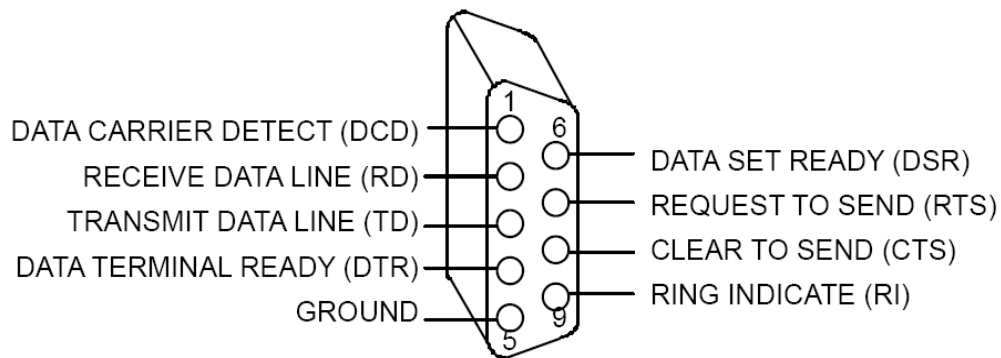 1
DATA CARRIER DETECT (DCD)
RECEIVE DATA LINE (RD)
TRANSMIT DATA LINE (TD)
DATA TERMINAL READY (DTR)
GROUND
5
6
DATA SET READY (DSR)
REQUEST TO SEND (RTS)
CLEAR TO SEND (CTS)
RING INDICATE (RI)
9